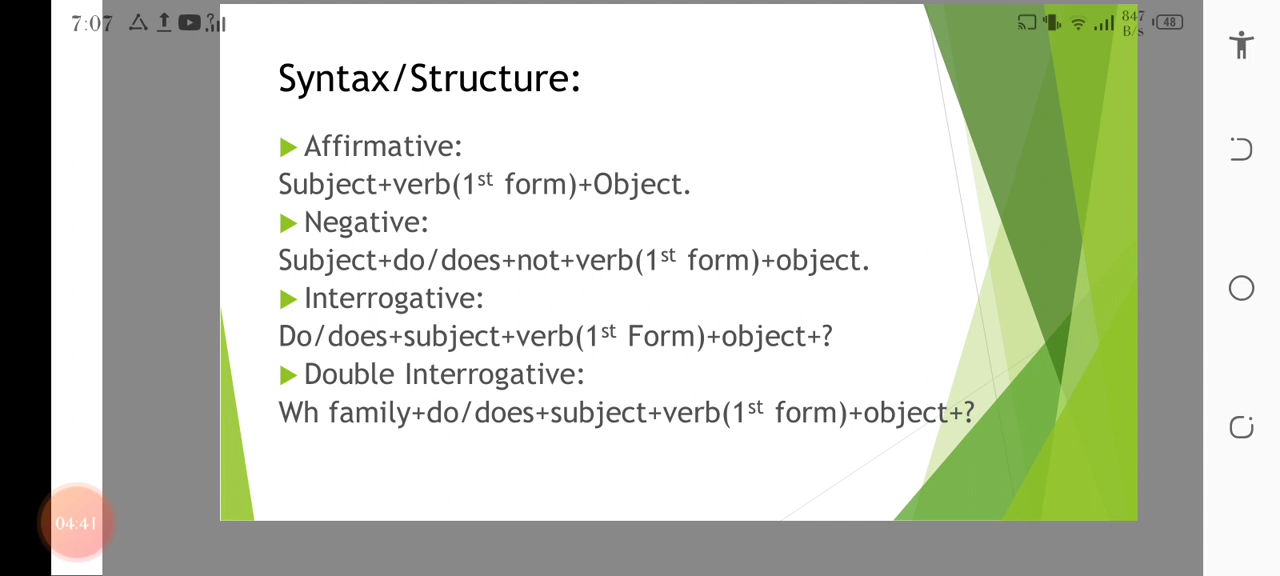 7:07
847
B/s
48
Syntax/Structure:
Affirmative:
Subject+verb(1st form)+Object.
Negative:
Subject+do/does+not+verb(1st form)+object.
Interrogative:
Do/does+subject+verb(1st Form)+object+?
Double Interrogative:
Wh family+do/does+subject+verb(1st form)+object+?
04:41